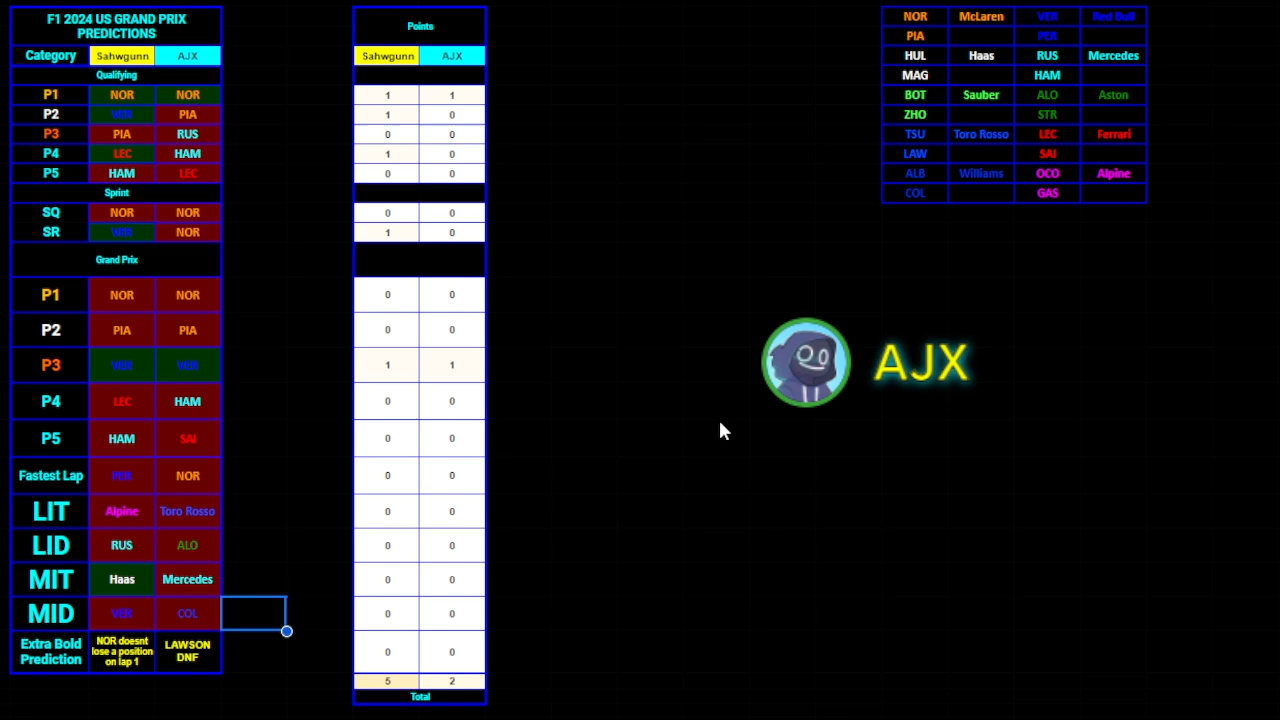 F1 2024 US GRAND PRIX
PREDICTIONS
Category Sahwgunn AJX
Qualifying
P1 NOR NOR
P2 VER PIA
P3 PIA RUS
P4 LEC HAM
P5 HAM LEC
Sprint
SQ NOR NOR
SR VER NOR
Grand Prix
P1 NOR NOR
P2 PIA PIA
P3 VER VER
P4 LEC HAM
P5 HAM SAI
Fastest Lap PER NOR
LIT Alpine Toro Rosso
LID RUS ALO
MIT Haas Mercedes
MID VER COL
Extra Bold
Prediction
NOR doesnt
lose a position
on lap 1
LAWSON
DNF
Points
Sahwgunn AJX
1 1
1 0
0 0
1 0
0 0
0 0
1 0
0 0
0 0
1 1
0 0
0 0
0 0
0 0
0 0
0 0
0 0
0 0
5 2
Total
NOR McLaren VER Red Bull
PIA PER
HUL Haas RUS Mercedes
MAG HAM
BOT Sauber ALO Aston
ZHO STR
TSU Toro Rosso LEC Ferrari
LAW SAI
ALB Williams OCO Alpine
COL GAS
AJX